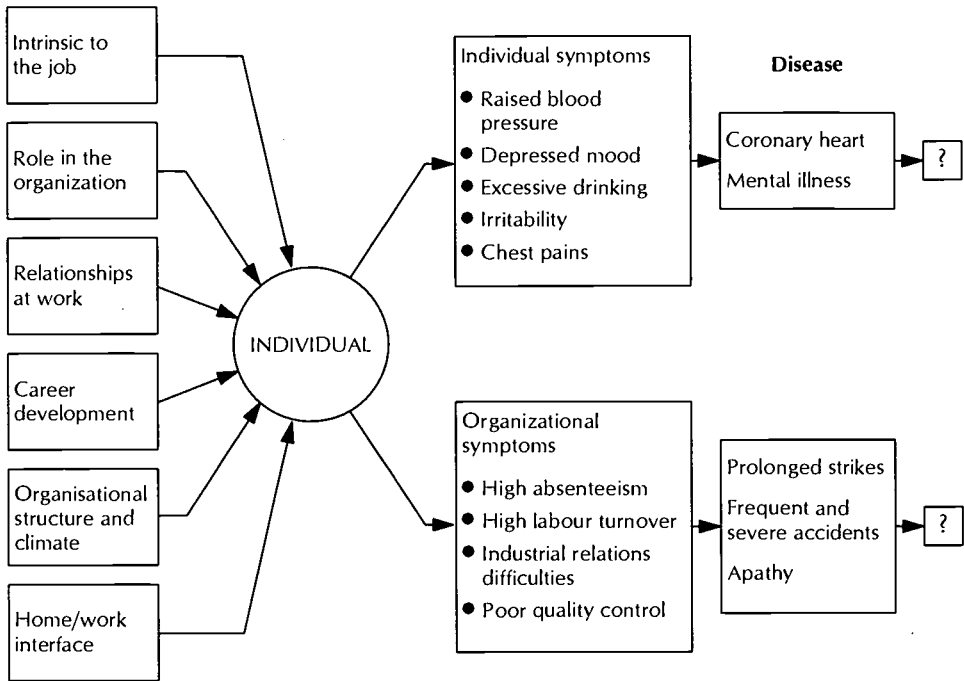 Intrinsic to
the job
Role in the
organization
Relationships
at work
Career
development
Organisational
structure and
climate
Home/work
interface
INDIVIDUAL
Individual symptoms
● Raised blood
pressure
● Depressed mood
● Excessive drinking
● Irritability
● Chest pains
Disease
Coronary heart
Mental illness
?
Organizational
symptoms
● High absenteeism
● High labour turnover
● Industrial relations
difficulties
● Poor quality control
Prolonged strikes
Frequent and
severe accidents
Apathy
?